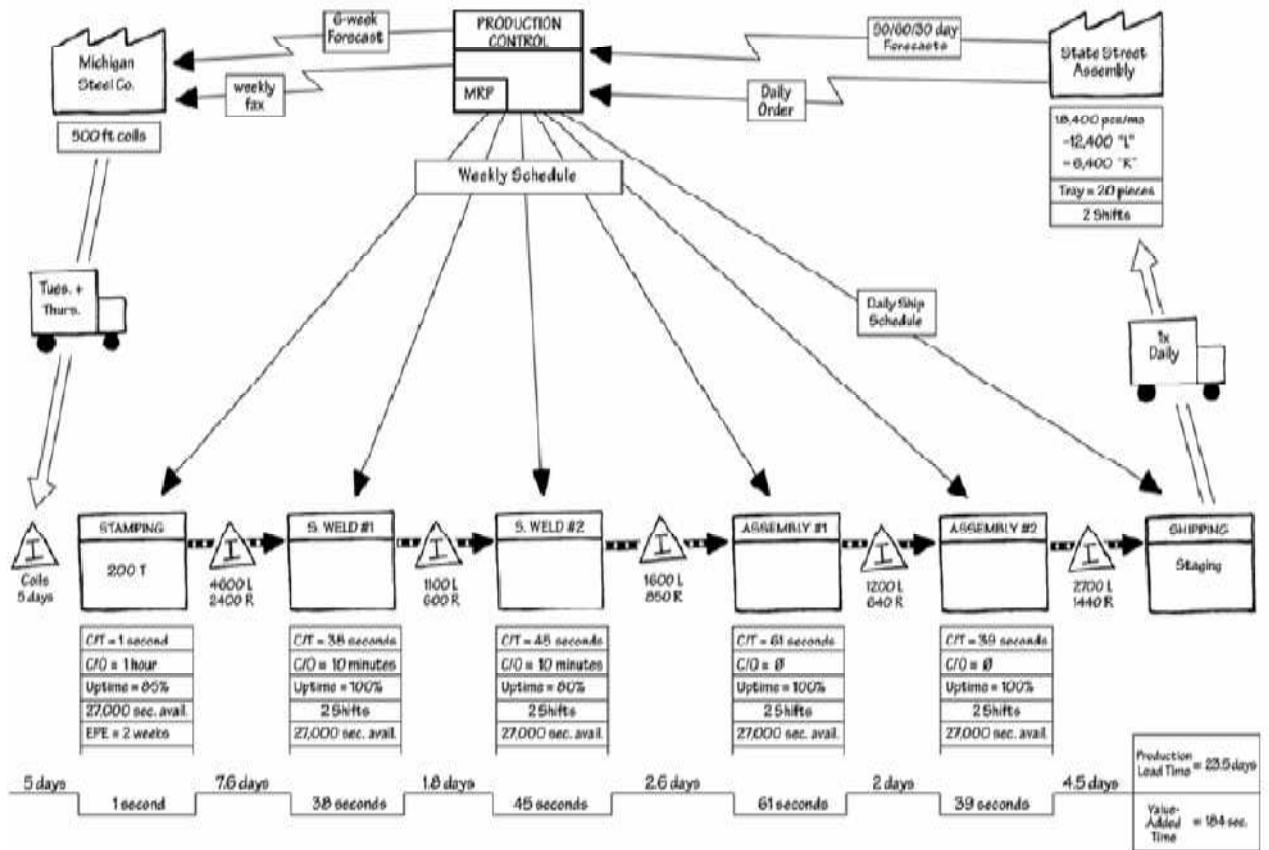 Michigan
Steel Co.
500 ft coils
6-week
Forecast
weekly
fax
PRODUCTION
CONTROL
MRP
90/60/30 day
Forecasts
Daily
Order
State Street
Assembly
18,400 pcs/mo
-12,400 "L"
-6,400 "R"
Tray = 20 pieces
2 Shifts
Weekly Schedule
Tues. +
Thurs.
Daily Ship
Schedule
1x
Daily
I
Coils
5 days
STAMPING
200 T
C/T = 1 second
C/O = 1 hour
Uptime = 85%
27,000 sec. avail.
EPE = 2 weeks
I
4600 L
2400 R
S. WELD #1
C/T = 38 seconds
C/O = 10 minutes
Uptime = 100%
2 Shifts
27,000 sec. avail.
I
1100 L
600 R
S. WELD #2
C/T = 45 seconds
C/O = 10 minutes
Uptime = 80%
2 Shifts
27,000 sec. avail.
I
1600 L
850 R
ASSEMBLY #1
C/T = 61 seconds
C/O = Ø
Uptime = 100%
2 Shifts
27,000 sec. avail.
I
1200 L
640 R
ASSEMBLY #2
C/T = 39 seconds
C/O = Ø
Uptime = 100%
2 Shifts
27,000 sec. avail.
I
2700 L
1440 R
SHIPPING
Staging
5 days
1 second
7.6 days
38 seconds
1.8 days
45 seconds
2.6 days
61 seconds
2 days
39 seconds
4.5 days
Production
Lead Time = 23.5 days
Value-
Added
Time = 184 sec.